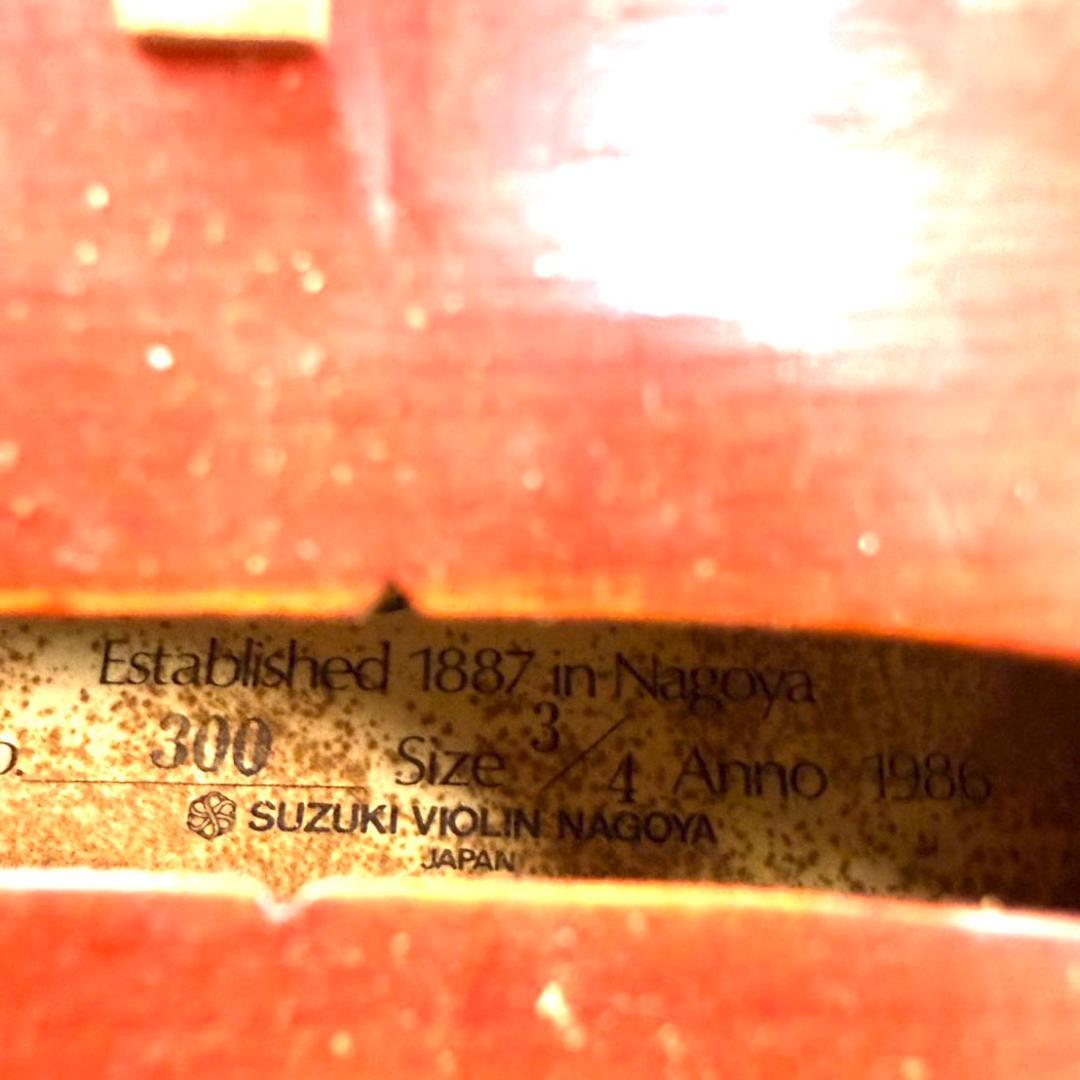 Established 1887 in Nagoya
o. 300 Size 3/4 Anno 1986
SUZUKI VIOLIN NAGOYA
JAPAN